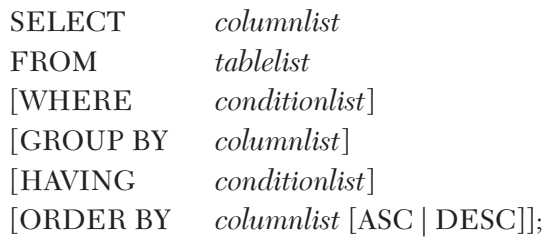 SELECT columnlist
FROM tablelist
[WHERE conditionlist]
[GROUP BY columnlist]
[HAVING conditionlist]
[ORDER BY columnlist [ASC | DESC]];